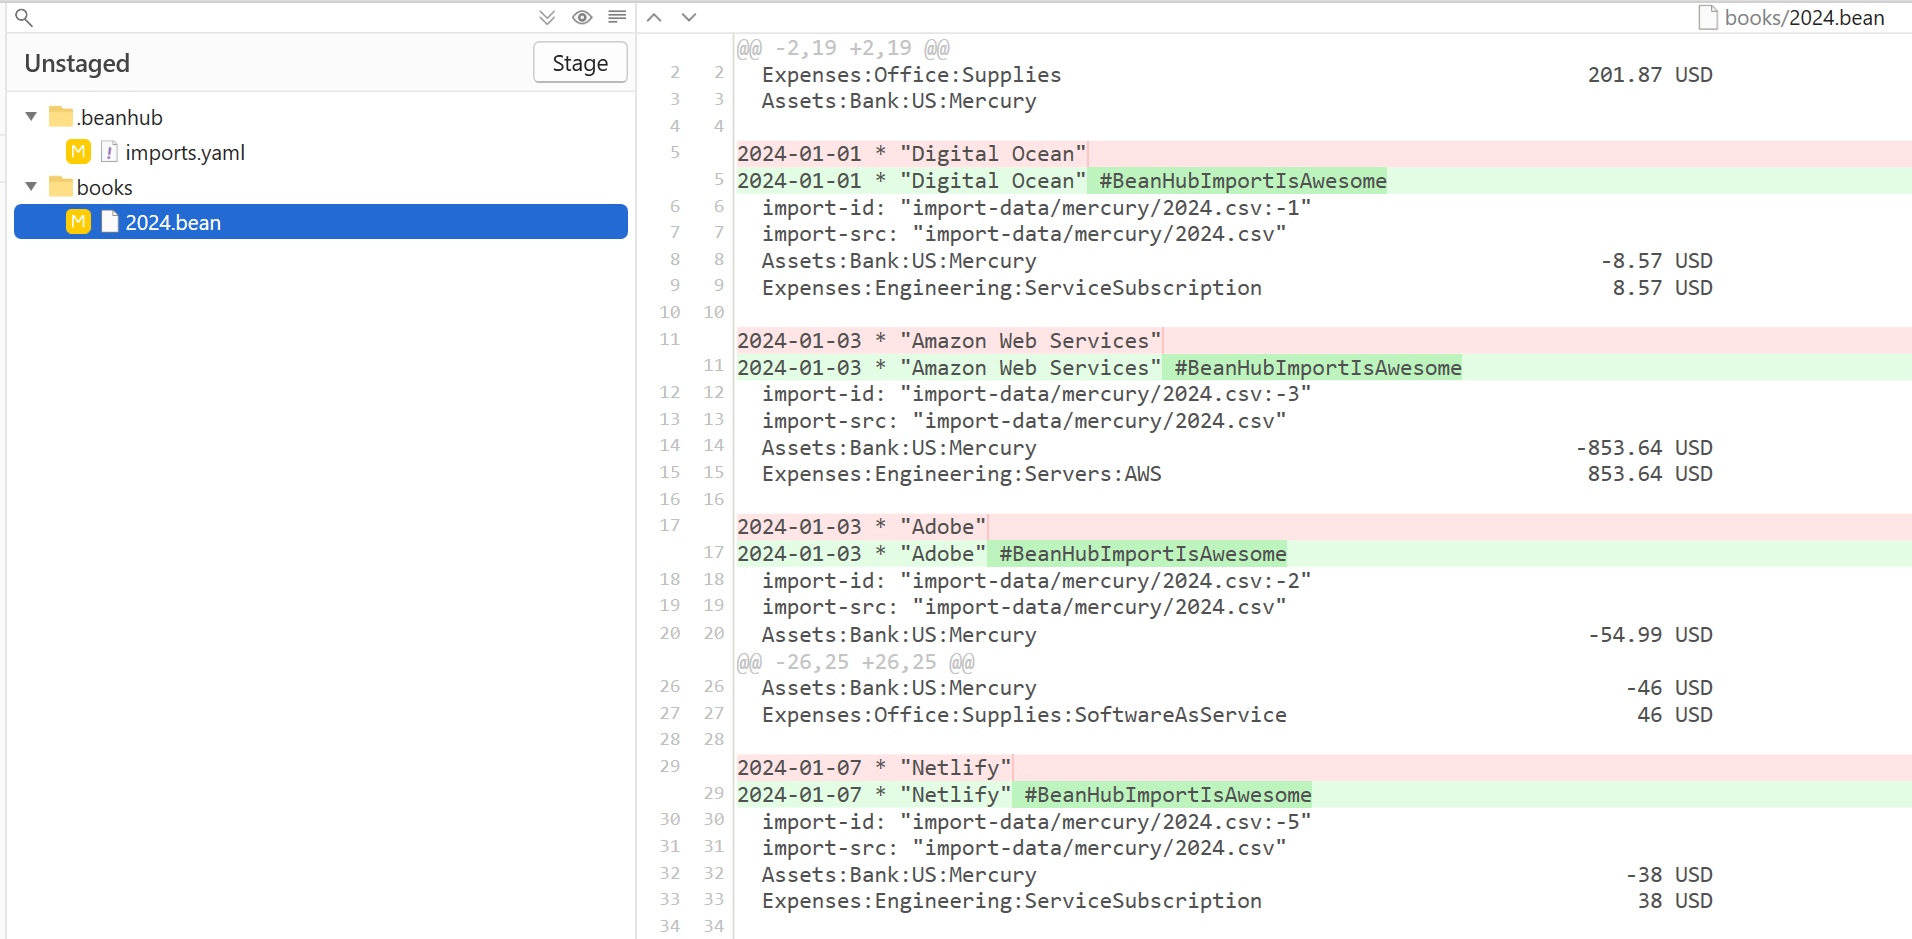 books/2024.bean
Unstaged
Stage
.beanhub
M ! imports.yaml
books
M 2024.bean
@@ -2,19 +2,19 @@
2 2 Expenses:Office:Supplies 201.87 USD
3 3 Assets:Bank:US:Mercury
4 4
5 2024-01-01 * "Digital Ocean"
5 2024-01-01 * "Digital Ocean" #BeanHubImportIsAwesome
6 6 import-id: "import-data/mercury/2024.csv:-1"
7 7 import-src: "import-data/mercury/2024.csv"
8 8 Assets:Bank:US:Mercury -8.57 USD
9 9 Expenses:Engineering:ServiceSubscription 8.57 USD
10 10
11 2024-01-03 * "Amazon Web Services"
11 2024-01-03 * "Amazon Web Services" #BeanHubImportIsAwesome
12 12 import-id: "import-data/mercury/2024.csv:-3"
13 13 import-src: "import-data/mercury/2024.csv"
14 14 Assets:Bank:US:Mercury -853.64 USD
15 15 Expenses:Engineering:Servers:AWS 853.64 USD
16 16
17 2024-01-03 * "Adobe"
17 2024-01-03 * "Adobe" #BeanHubImportIsAwesome
18 18 import-id: "import-data/mercury/2024.csv:-2"
19 19 import-src: "import-data/mercury/2024.csv"
20 20 Assets:Bank:US:Mercury -54.99 USD
@@ -26,25 +26,25 @@
26 26 Assets:Bank:US:Mercury -46 USD
27 27 Expenses:Office:Supplies:SoftwareAsService 46 USD
28 28
29 2024-01-07 * "Netlify"
29 2024-01-07 * "Netlify" #BeanHubImportIsAwesome
30 30 import-id: "import-data/mercury/2024.csv:-5"
31 31 import-src: "import-data/mercury/2024.csv"
32 32 Assets:Bank:US:Mercury -38 USD
33 33 Expenses:Engineering:ServiceSubscription 38 USD
34 34